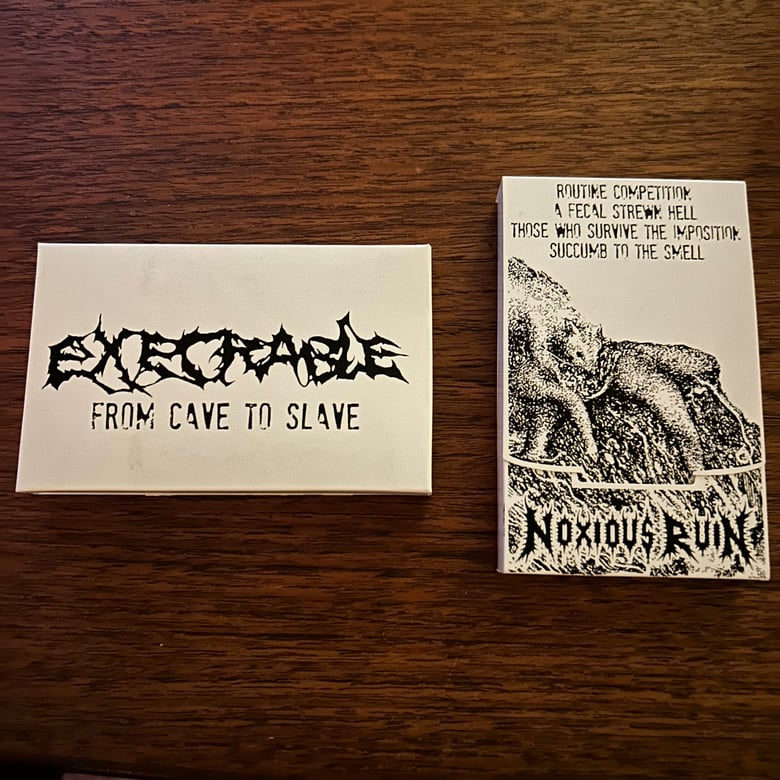 EXECRABLE
FROM CAVE TO SLAVE
ROUTINE COMPETITION
A FECAL STREWN HELL
THOSE WHO SURVIVE THE IMPOSITION
SUCCUMB TO THE SMELL
NOXIOUS RUIN